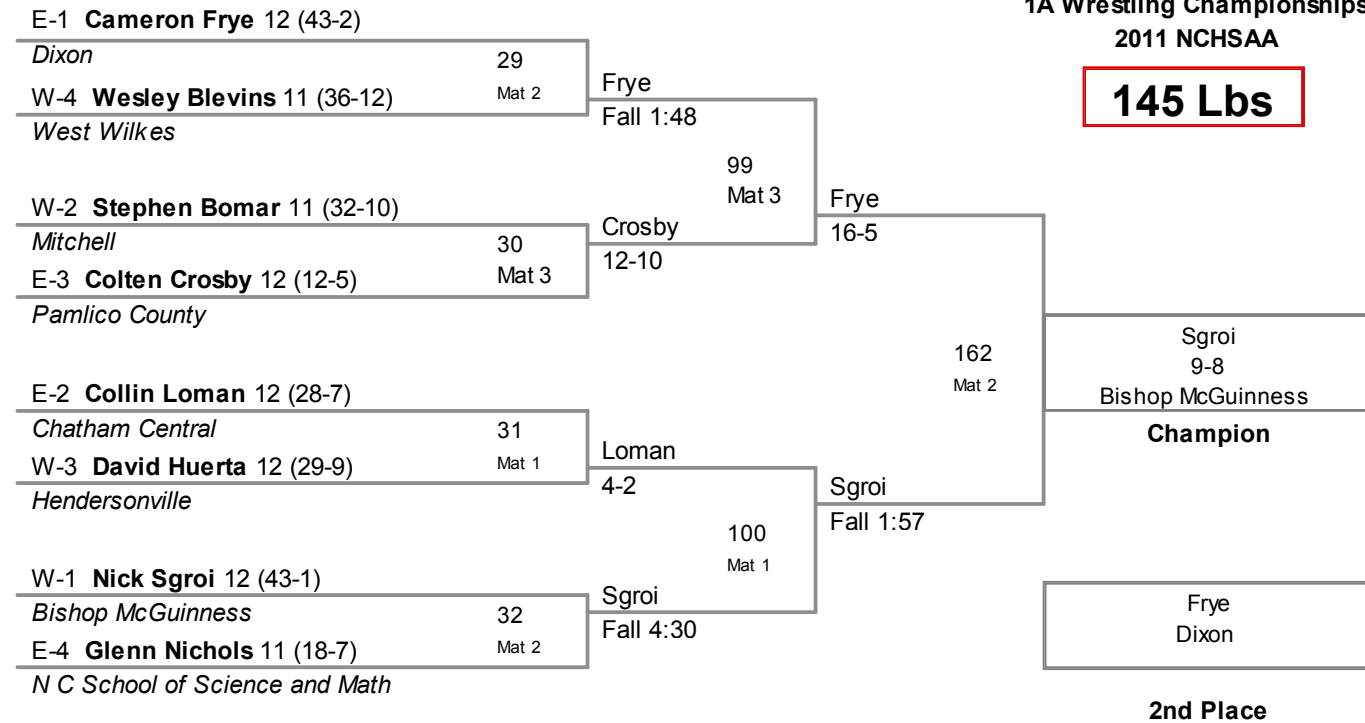 1A Wrestling Championships
2011 NCHSAA
145 Lbs
E-1 Cameron Frye 12 (43-2)
Dixon
29
Mat 2
W-4 Wesley Blevins 11 (36-12)
West Wilkes
Frye
Fall 1:48
99
Mat 3
W-2 Stephen Bomar 11 (32-10)
Mitchell
30
Mat 3
E-3 Colten Crosby 12 (12-5)
Pamlico County
Crosby
12-10
Frye
16-5
162
Mat 2
E-2 Collin Loman 12 (28-7)
Chatham Central
31
Mat 1
W-3 David Huerta 12 (29-9)
Hendersonville
Loman
4-2
100
Mat 1
W-1 Nick Sgroi 12 (43-1)
Bishop McGuinness
32
Mat 2
E-4 Glenn Nichols 11 (18-7)
N C School of Science and Math
Sgroi
Fall 4:30
Sgroi
Fall 1:57
Sgroi
9-8
Bishop McGuinness
Champion
Frye
Dixon
2nd Place